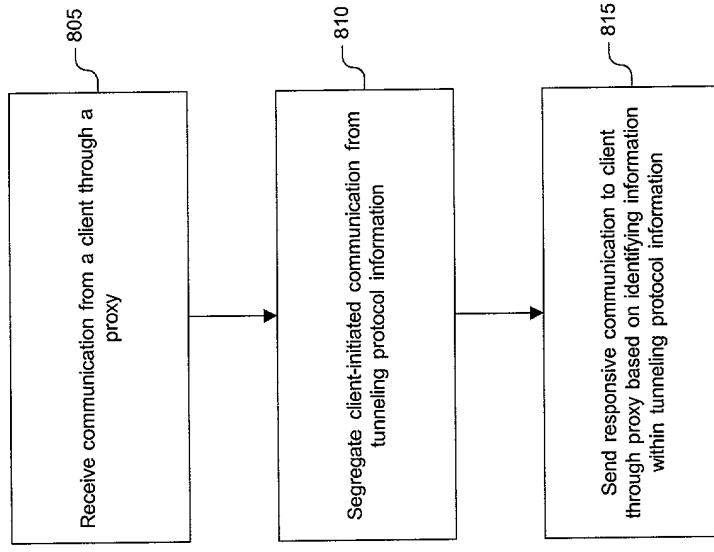 805
Receive communication from a client through a
proxy
810
Segregate client-initiated communication from
tunneling protocol information
815
Send responsive communication to client
through proxy based on identifying information
within tunneling protocol information